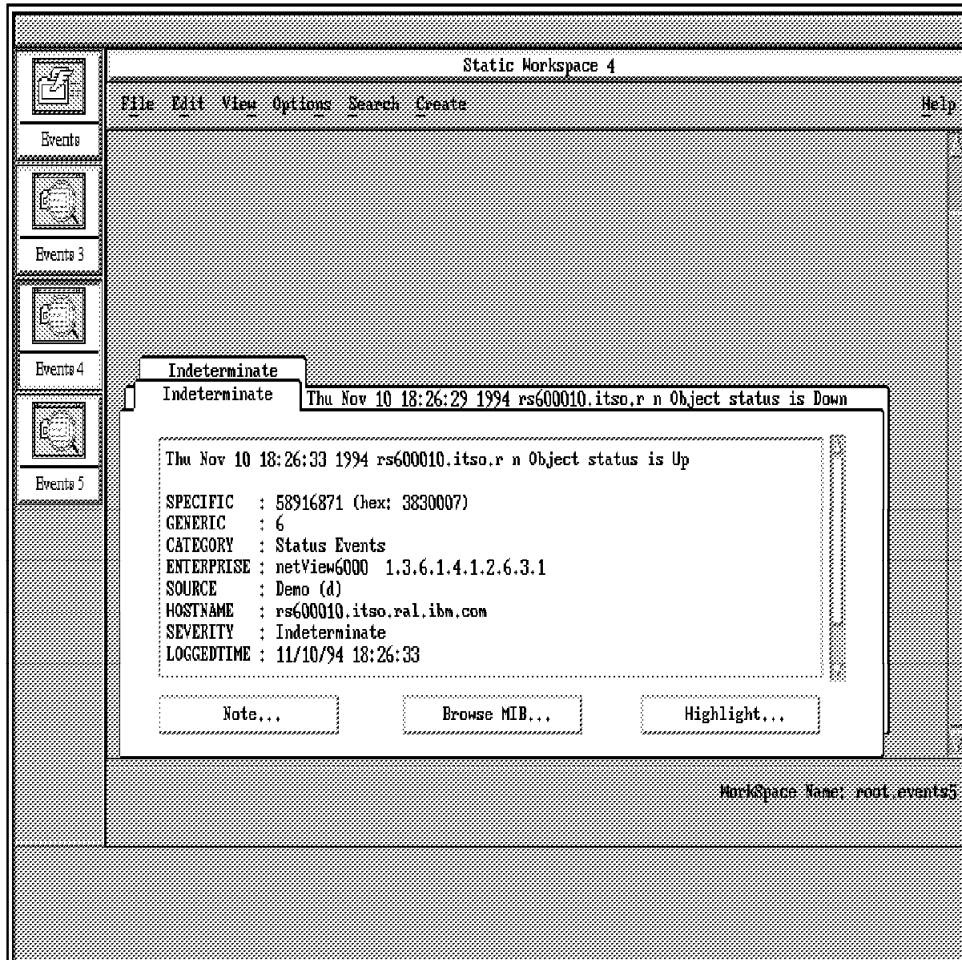 Static Workspace 4
File Edit View Options Search Create Help
Events
Events 3
Events 4
Events 5
Indeterminate
Indeterminate
Thu Nov 10 18:26:29 1994 rs600010.itso.r n Object status is Down
Thu Nov 10 18:26:33 1994 rs600010.itso.r n Object status is Up
SPECIFIC : 58916871 (hex: 3830007)
GENERIC : 6
CATEGORY : Status Events
ENTERPRISE : netView6000 1.3.6.1.4.1.2.6.3.1
SOURCE : Demo (d)
HOSTNAME : rs600010.itso.ral.ibm.com
SEVERITY : Indeterminate
LOGGEDTIME : 11/10/94 18:26:33
Note...
Browse MIB...
Highlight...
WorkSpace Name: root.events5